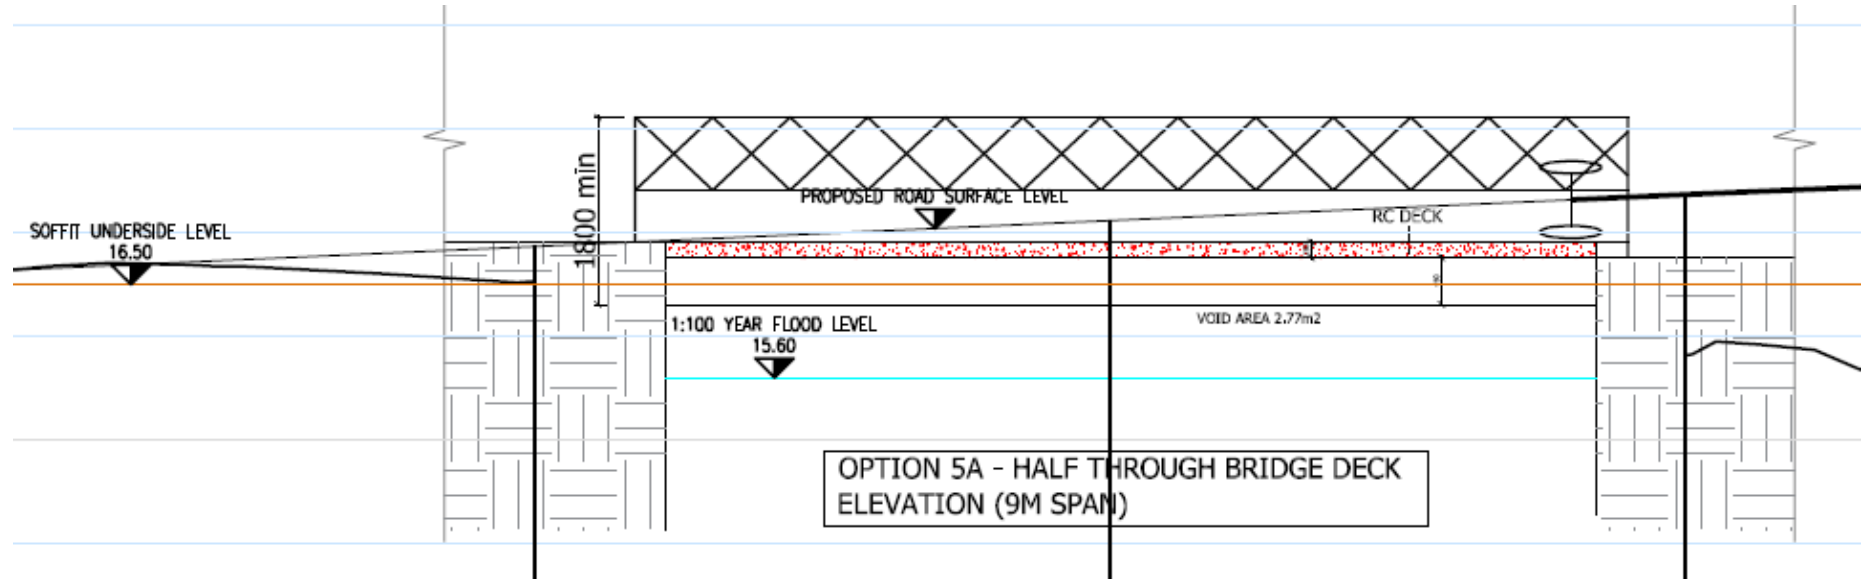 1800 min
PROPOSED ROAD SURFACE LEVEL
RC DECK
SOFFIT UNDERSIDE LEVEL
16.50
1:100 YEAR FLOOD LEVEL
15.60
VOID AREA 2.77m2
OPTION 5A - HALF THROUGH BRIDGE DECK
ELEVATION (9M SPAN)